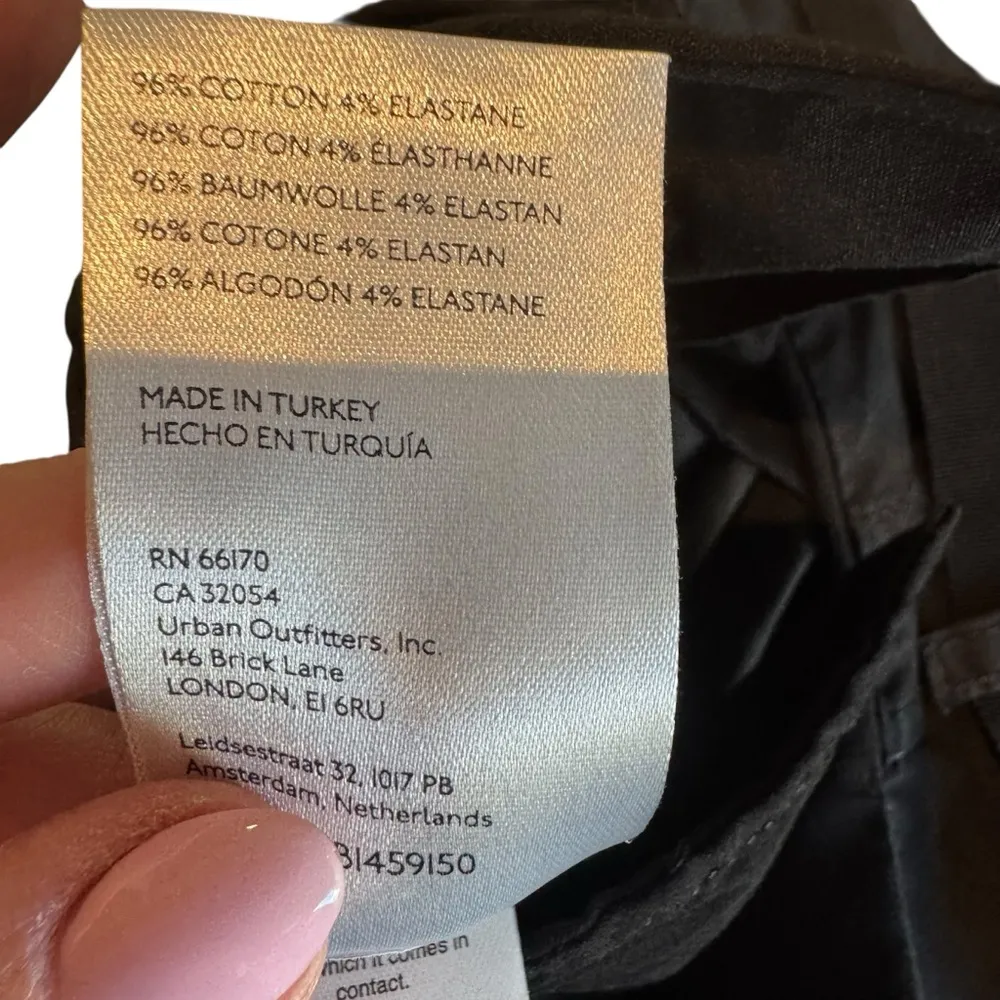 96% COTTON 4% ELASTANE
96% COTON 4% ÉLASTHANNE
96% BAUMWOLLE 4% ELASTAN
96% COTONE 4% ELASTAN
96% ALGODÓN 4% ELASTANE
MADE IN TURKEY
HECHO EN TURQUÍA
RN 66170
CA 32054
Urban Outfitters, Inc.
146 Brick Lane
LONDON, E1 6RU
Leidsestraat 32, 1017 PB
Amsterdam, Netherlands
81459150
which it comes in
contact.